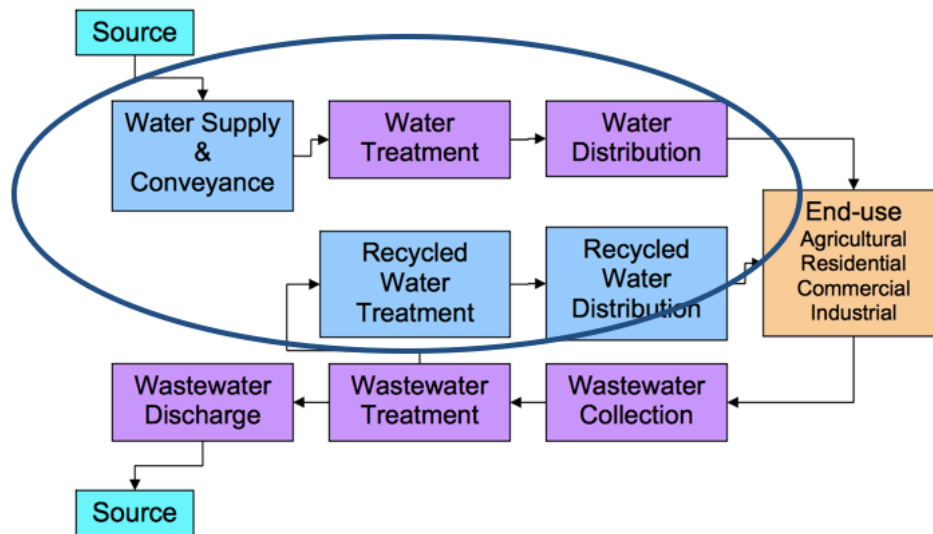 Source
Water Supply
&
Conveyance
Water
Treatment
Water
Distribution
End-use
Agricultural
Residential
Commercial
Industrial
Recycled
Water
Treatment
Recycled
Water
Distribution
Wastewater
Discharge
Wastewater
Treatment
Wastewater
Collection
Source